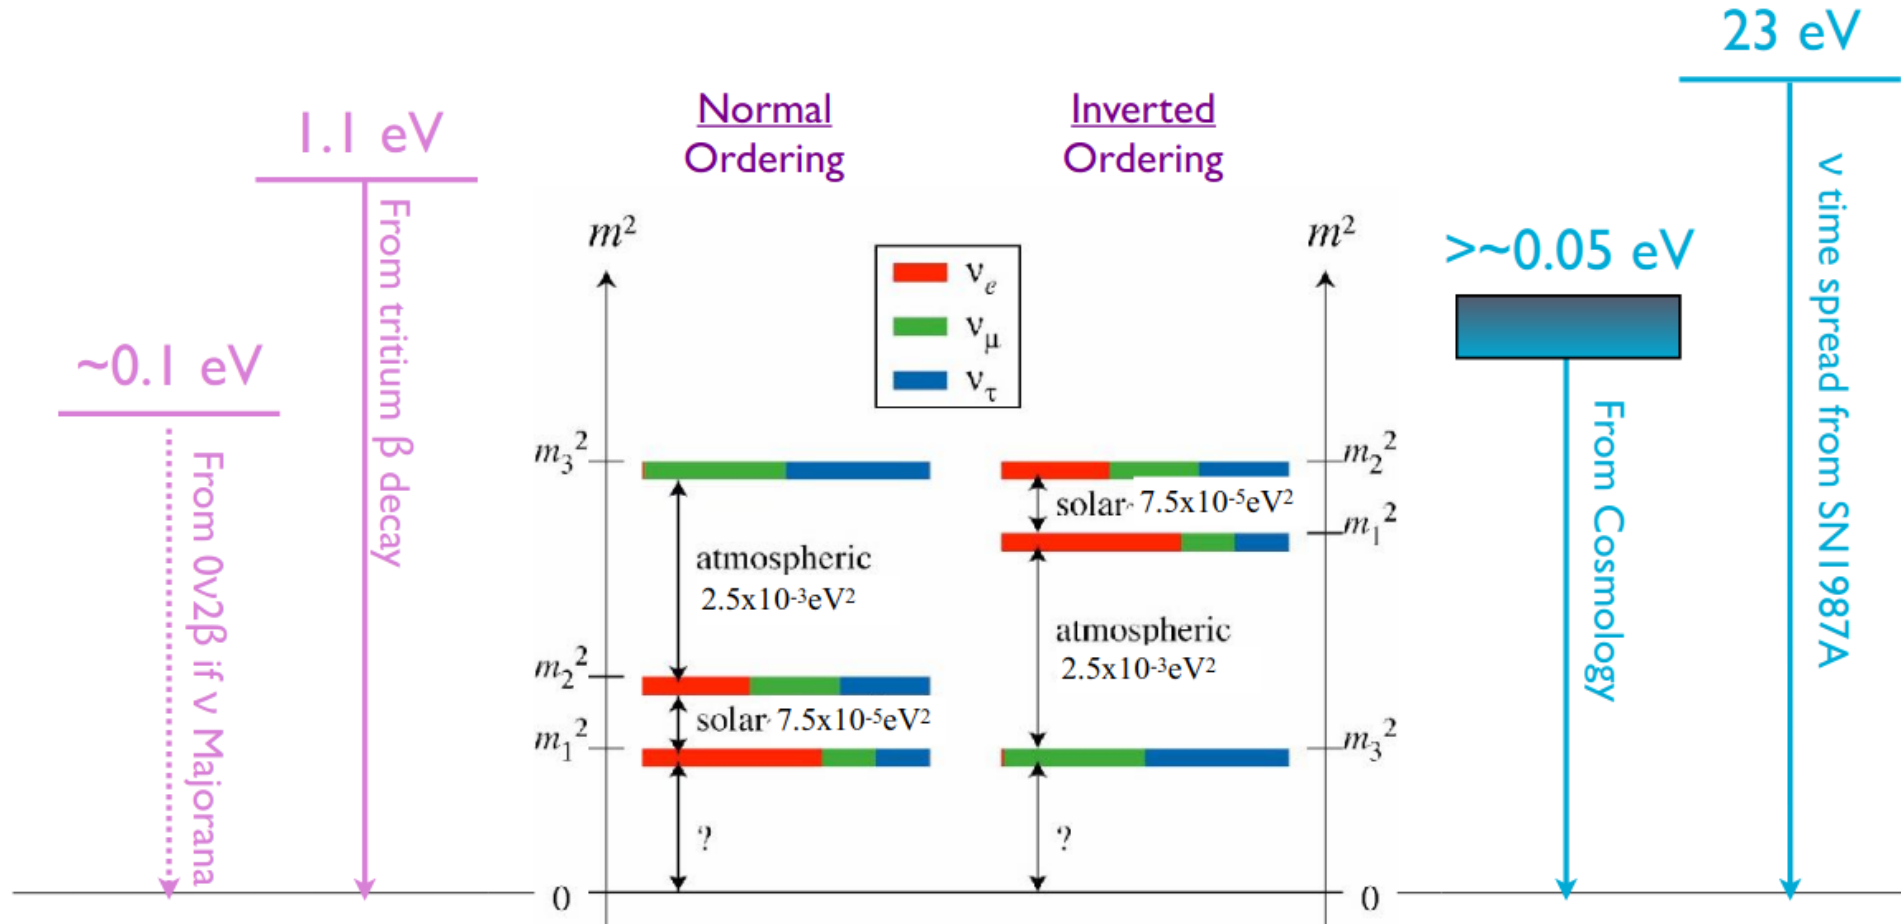 23 eV
Normal
Ordering
Inverted
Ordering
1.1 eV
From tritium β decay
~0.1 eV
From 0ν2β if ν Majorana
m²
νe
νμ
ντ
m₃²
atmospheric
2.5x10⁻³eV²
m₂²
solar 7.5x10⁻⁵eV²
m₁²
?
0
m²
m₂²
solar 7.5x10⁻⁵eV²
m₁²
atmospheric
2.5x10⁻³eV²
m₃²
?
0
>~0.05 eV
From Cosmology
ν time spread from SN1987A